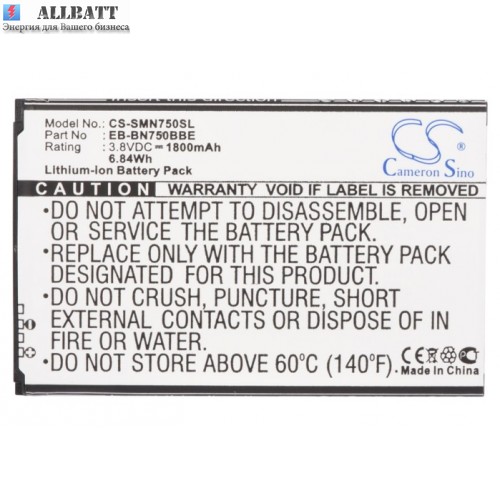 ALLBATT
Энергия для Вашего бизнеса
Model No.: CS-SMN750SL
Part No.: EB-BN750BBE
Rating : 3.8VDC 1800mAh
6.84Wh
Lithium-Ion Battery Pack
CS
Cameron Sino
CAUTION: WARRANTY VOID IF LABEL IS REMOVED
•DO NOT ATTEMPT TO DISASSEMBLE, OPEN
OR SERVICE THE BATTERY PACK
•REPLACE ONLY WITH THE BATTERY PACK
DESIGNATED FOR THIS PRODUCT
•DO NOT CRUSH, PUNCTURE, SHORT
EXTERNAL CONTACTS OR DISPOSE OF
IN FIRE OR WATER
•DO NOT STORE ABOVE 60°C (140°F)
CE